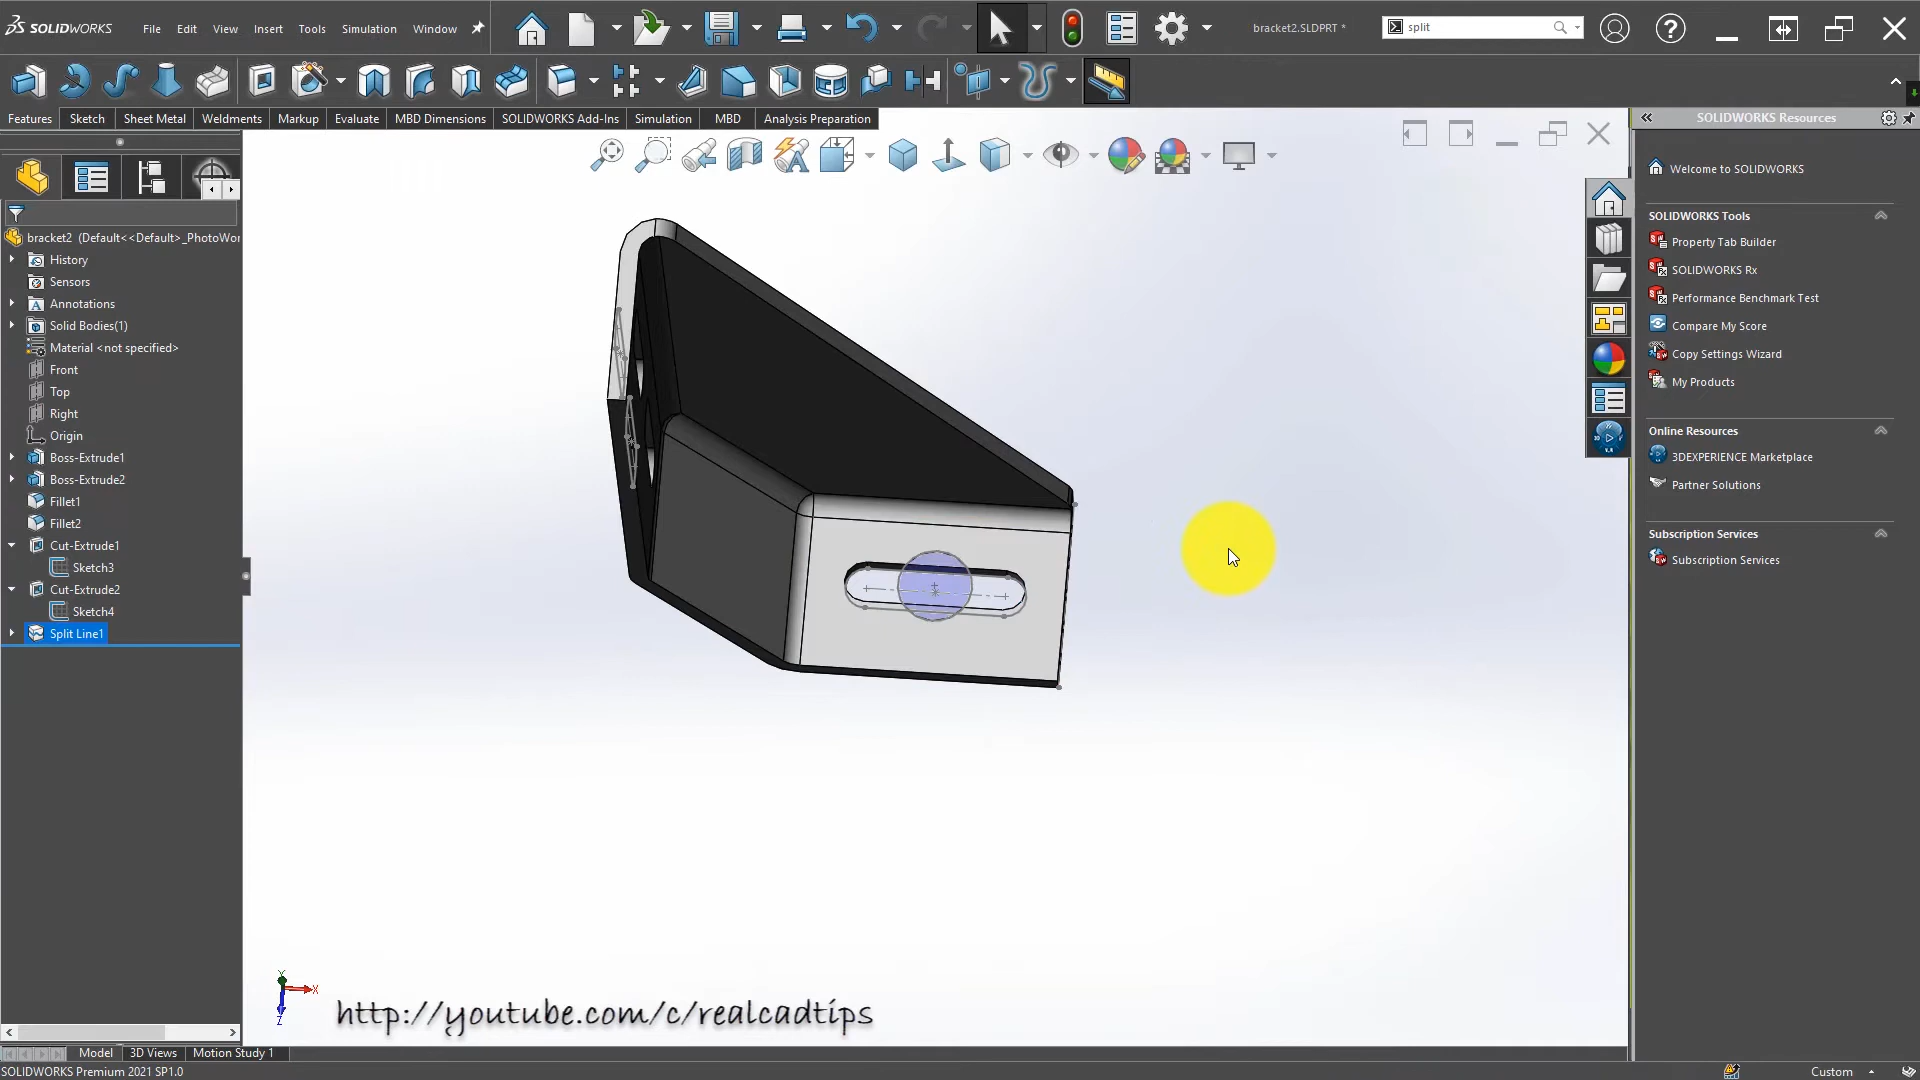 SOLIDWORKS File Edit View Insert Tools Simulation Window bracket2.SLDPRT * split
Features Sketch Sheet Metal Weldments Markup Evaluate MBD Dimensions SOLIDWORKS Add-Ins Simulation MBD Analysis Preparation
SOLIDWORKS Resources
Welcome to SOLIDWORKS
SOLIDWORKS Tools
Property Tab Builder
SOLIDWORKS Rx
Performance Benchmark Test
Compare My Score
Copy Settings Wizard
My Products
Online Resources
3DEXPERIENCE Marketplace
Partner Solutions
Subscription Services
Subscription Services
bracket2 (Default<<Default>_PhotoWor
History
Sensors
Annotations
Solid Bodies(1)
Material <not specified>
Front
Top
Right
Origin
Boss-Extrude1
Boss-Extrude2
Fillet1
Fillet2
Cut-Extrude1
Sketch3
Cut-Extrude2
Sketch4
Split Line1
Y
X
Z
http://youtube.com/c/realcadtips
Model 3D Views Motion Study 1
SOLIDWORKS Premium 2021 SP1.0 Custom